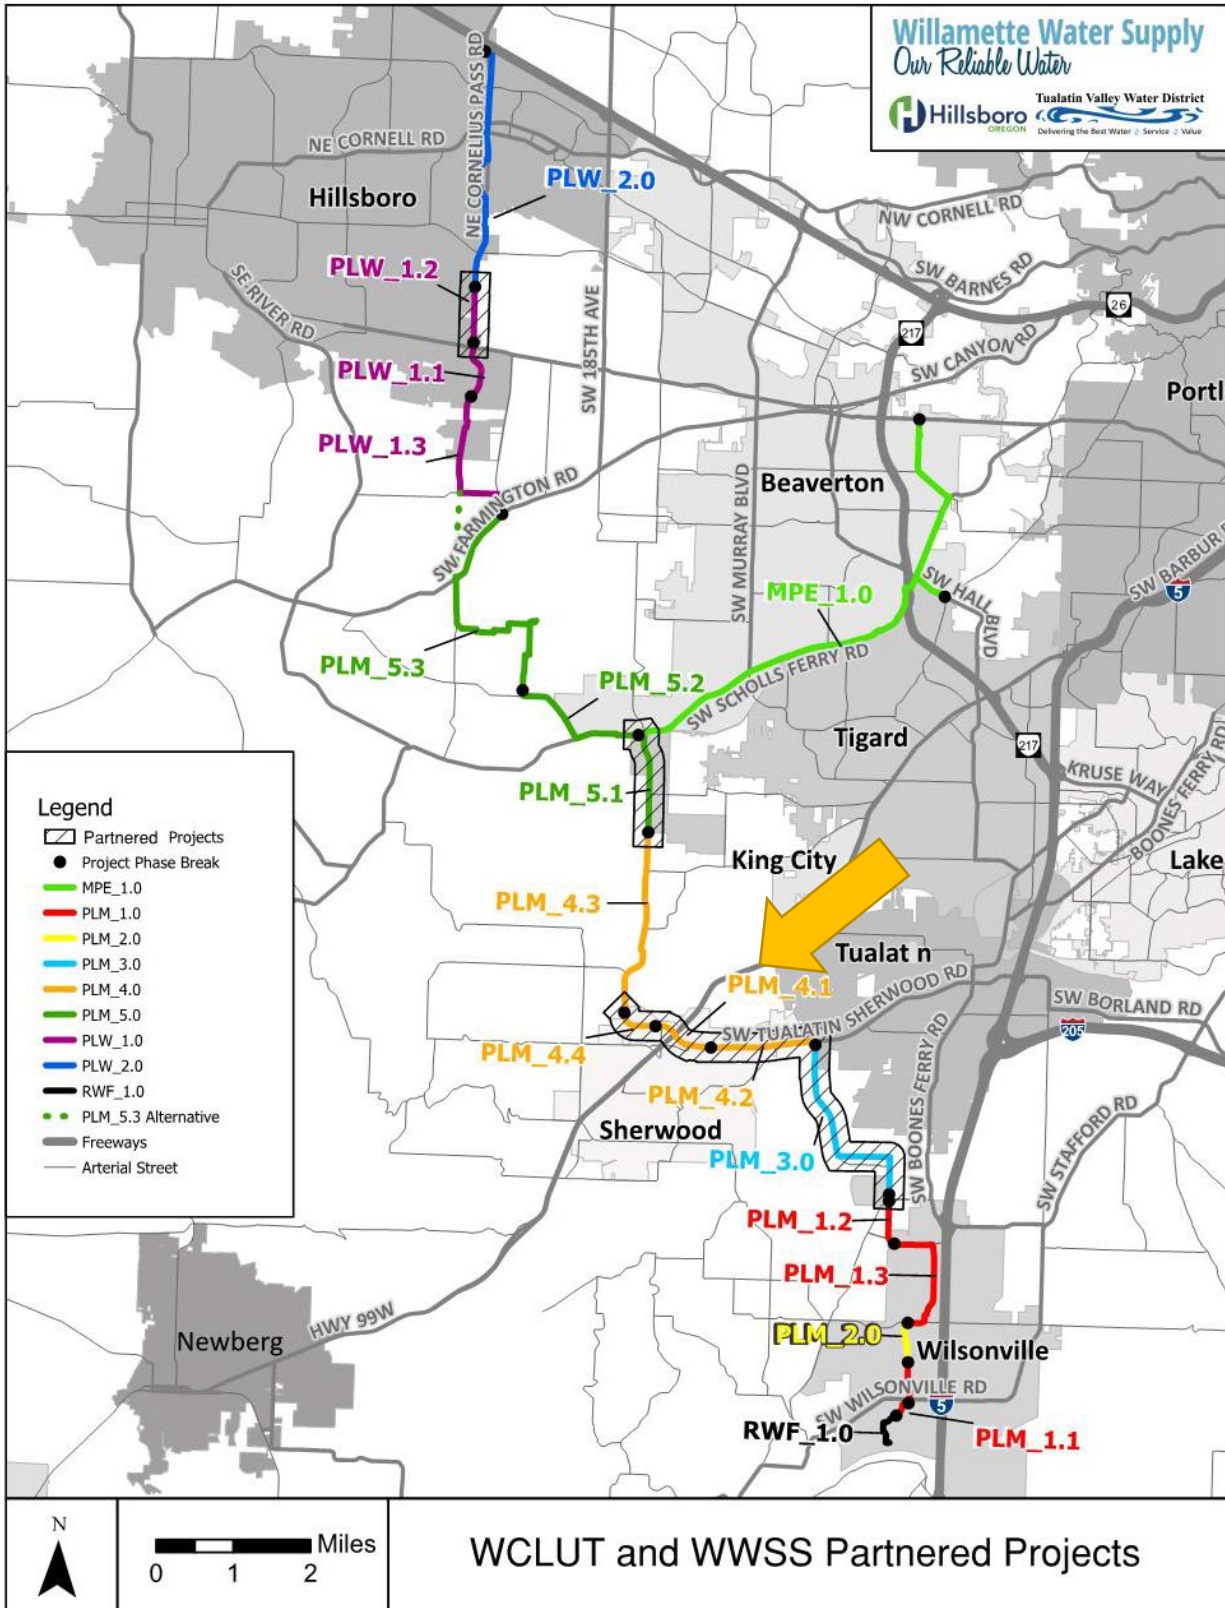 Willamette Water Supply
Our Reliable Water
Hillsboro
OREGON
Tualatin Valley Water District
Delivering the Best Water Service Value
NE CORNELIUS PASS RD
NE CORNELL RD
Hillsboro
PLW_2.0
NW CORNELL RD
PLW_1.2
SW BARNES RD
SE RIVER RD
SW 185TH AVE
26
217
SW CANYON RD
PLW_1.1
Portl
PLW_1.3
SW FARMINGTON RD
SW MURRAY BLVD
Beaverton
SW BARBUR
5
MPE_1.0
SW HALL BLVD
PLM_5.3
PLM_5.2
SW SCHOLLS FERRY RD
Tigard
217
KRUSE WAY
BOONES FERRY RD
PLM_5.1
King City
Lake
PLM_4.3
Tualat n
PLM_4.1
SW BORLAND RD
SW TUALATIN SHERWOOD RD
205
PLM_4.4
PLM_4.2
SW BOONES FERRY RD
SW STAFFORD RD
Sherwood
PLM_3.0
PLM_1.2
PLM_1.3
HWY 99W
Newberg
PLM_2.0
Wilsonville
SW WILSONVILLE RD
5
RWF_1.0
PLM_1.1
Legend
Partnered Projects
Project Phase Break
MPE_1.0
PLM_1.0
PLM_2.0
PLM_3.0
PLM_4.0
PLM_5.0
PLW_1.0
PLW_2.0
RWF_1.0
PLM_5.3 Alternative
Freeways
Arterial Street
N
Miles
0 1 2
WCLUT and WWSS Partnered Projects